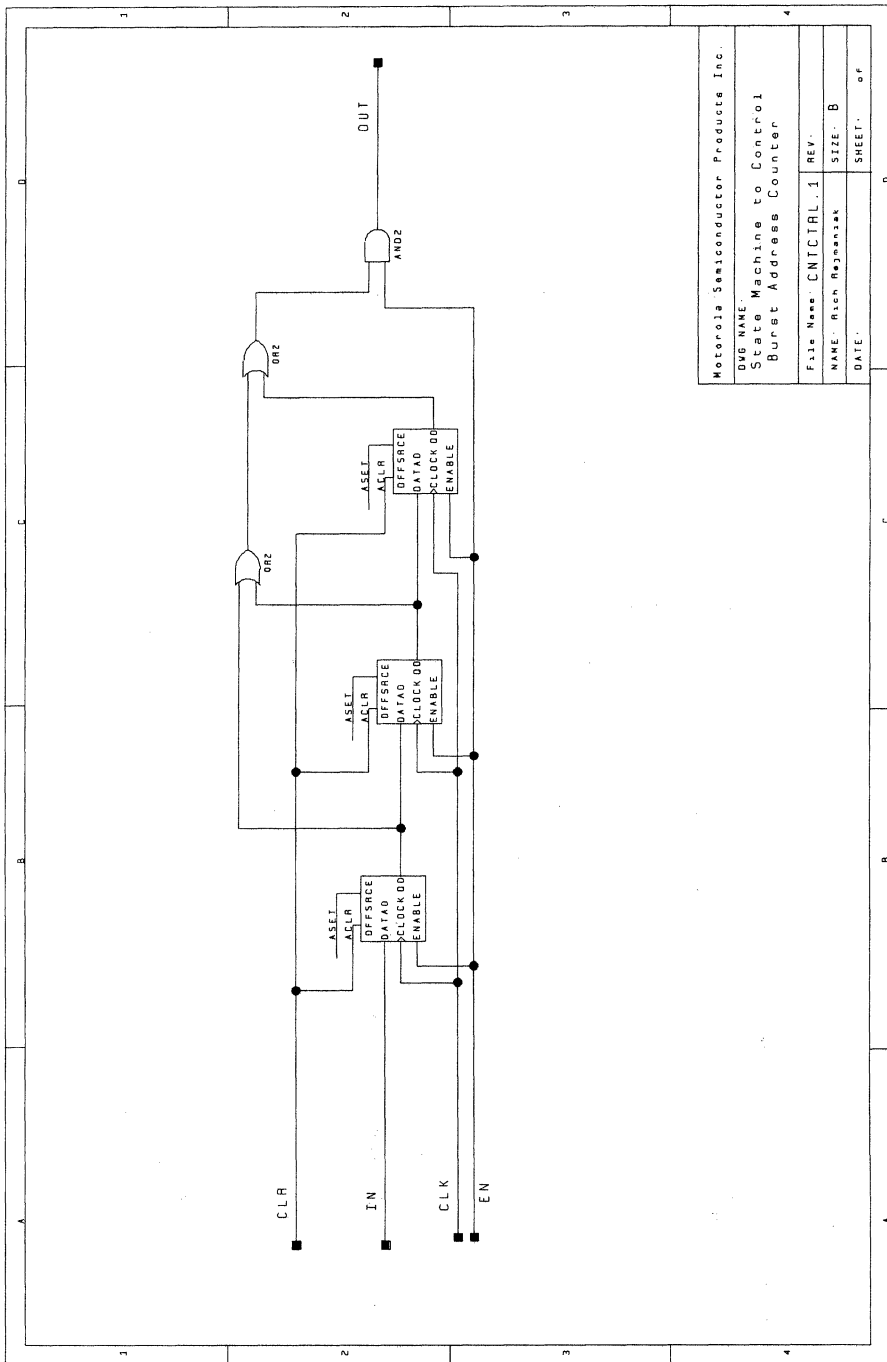 A
B
C
D
1
2
3
4
CLR
IN
CLK
EN
ASET
ACLR
OFFSRCE
DATAD
CLOCK QD
ENABLE
ASET
ACLR
OFFSRCE
DATAD
CLOCK QD
ENABLE
ASET
ACLR
OFFSRCE
DATAD
CLOCK QD
ENABLE
OR2
OR2
AND2
OUT
1
2
3
4
A
B
C
D
Motorola Semiconductor Products Inc.
DWG NAME:
State Machine to Control
Burst Address Counter
File Name: CNTCTRL.1 REV:
NAME: Rich Rejmaniak SIZE: B
DATE: SHEET: of